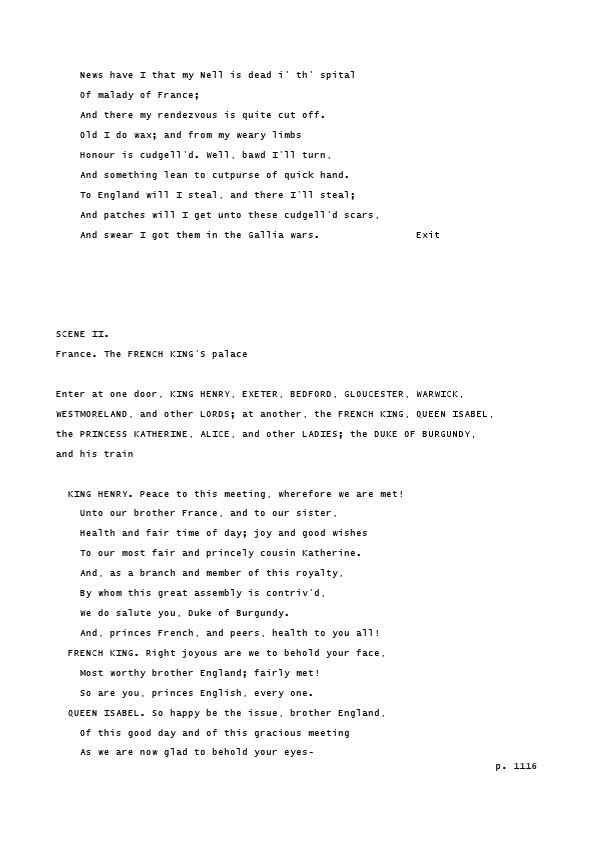 News have I that my Nell is dead i' th' spital
Of malady of France;
And there my rendezvous is quite cut off.
Old I do wax; and from my weary limbs
Honour is cudgell'd. Well, bawd I'll turn,
And something lean to cutpurse of quick hand.
To England will I steal, and there I'll steal;
And patches will I get unto these cudgell'd scars,
And swear I got them in the Gallia wars. Exit
SCENE II.
France. The FRENCH KING'S palace
Enter at one door, KING HENRY, EXETER, BEDFORD, GLOUCESTER, WARWICK,
WESTMORELAND, and other LORDS; at another, the FRENCH KING, QUEEN ISABEL,
the PRINCESS KATHERINE, ALICE, and other LADIES; the DUKE OF BURGUNDY,
and his train
KING HENRY. Peace to this meeting, wherefore we are met!
Unto our brother France, and to our sister,
Health and fair time of day; joy and good wishes
To our most fair and princely cousin Katherine.
And, as a branch and member of this royalty,
By whom this great assembly is contriv'd,
We do salute you, Duke of Burgundy.
And, princes French, and peers, health to you all!
FRENCH KING. Right joyous are we to behold your face,
Most worthy brother England; fairly met!
So are you, princes English, every one.
QUEEN ISABEL. So happy be the issue, brother England,
Of this good day and of this gracious meeting
As we are now glad to behold your eyes-
p. 1116